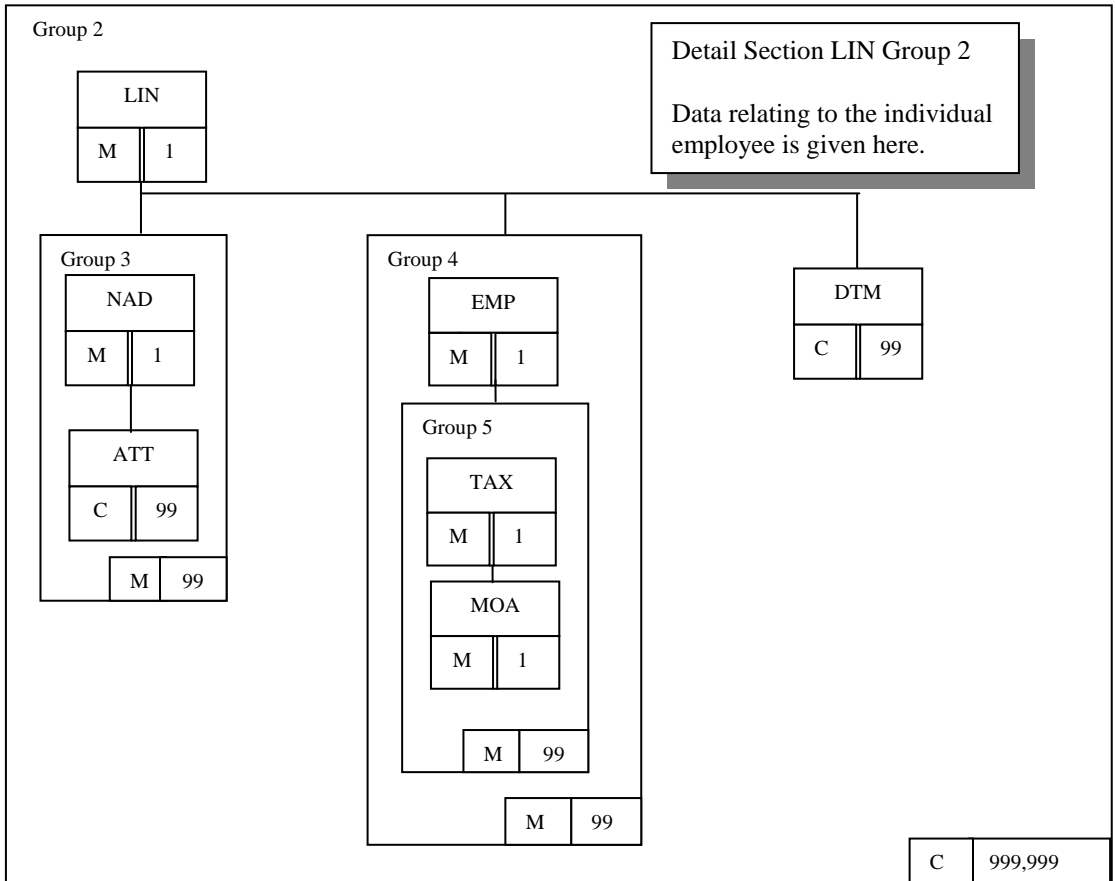 Group 2
Detail Section LIN Group 2
Data relating to the individual
employee is given here.
LIN
M 1
Group 3
NAD
M 1
ATT
C 99
M 99
Group 4
EMP
M 1
Group 5
TAX
M 1
MOA
M 1
M 99
M 99
DTM
C 99
C 999,999